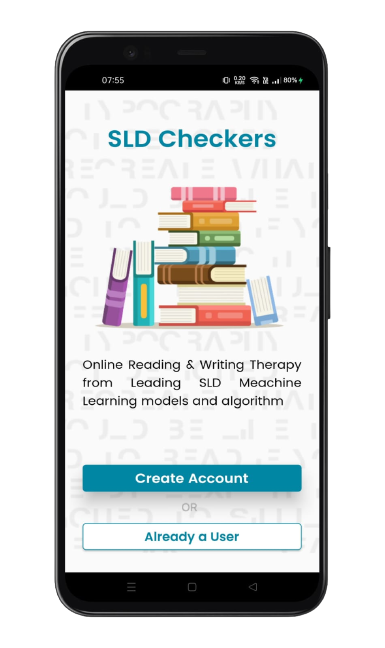 07:55
0.20 KB/S 80%
SLD Checkers
Online Reading & Writing Therapy
from Leading SLD Meachine
Learning models and algorithm
Create Account
OR
Already a User